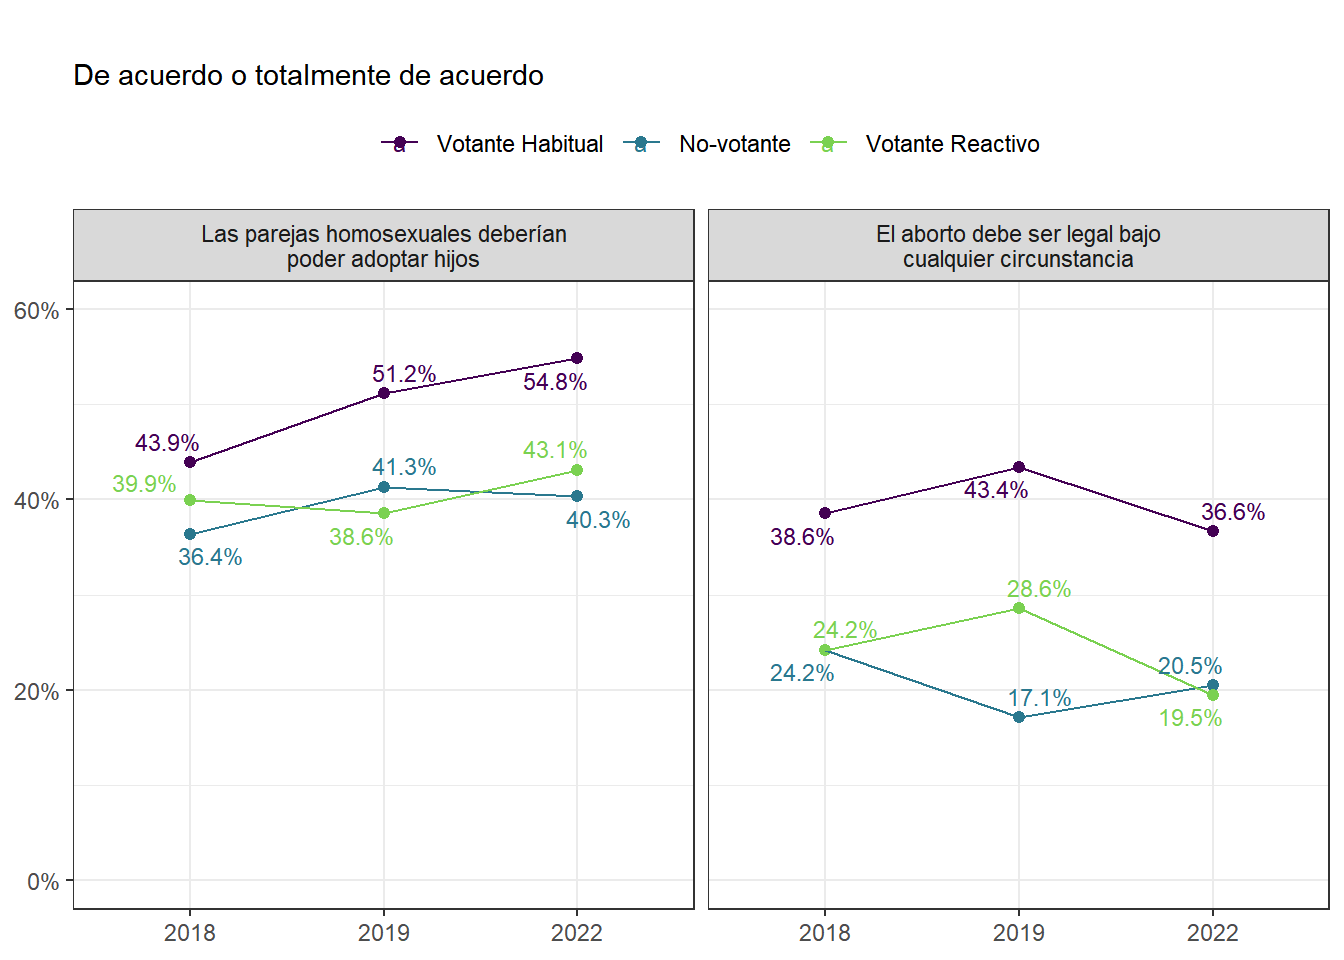 De acuerdo o totalmente de acuerdo
a Votante Habitual a No-votante a Votante Reactivo
Las parejas homosexuales deberían
poder adoptar hijos
El aborto debe ser legal bajo
cualquier circunstancia
60%
40%
20%
0%
51.2%
54.8%
43.9%
43.1%
41.3%
39.9%
40.3%
38.6%
36.4%
2018 2019 2022
43.4%
36.6%
38.6%
28.6%
24.2%
24.2%
20.5%
17.1%
19.5%
2018 2019 2022